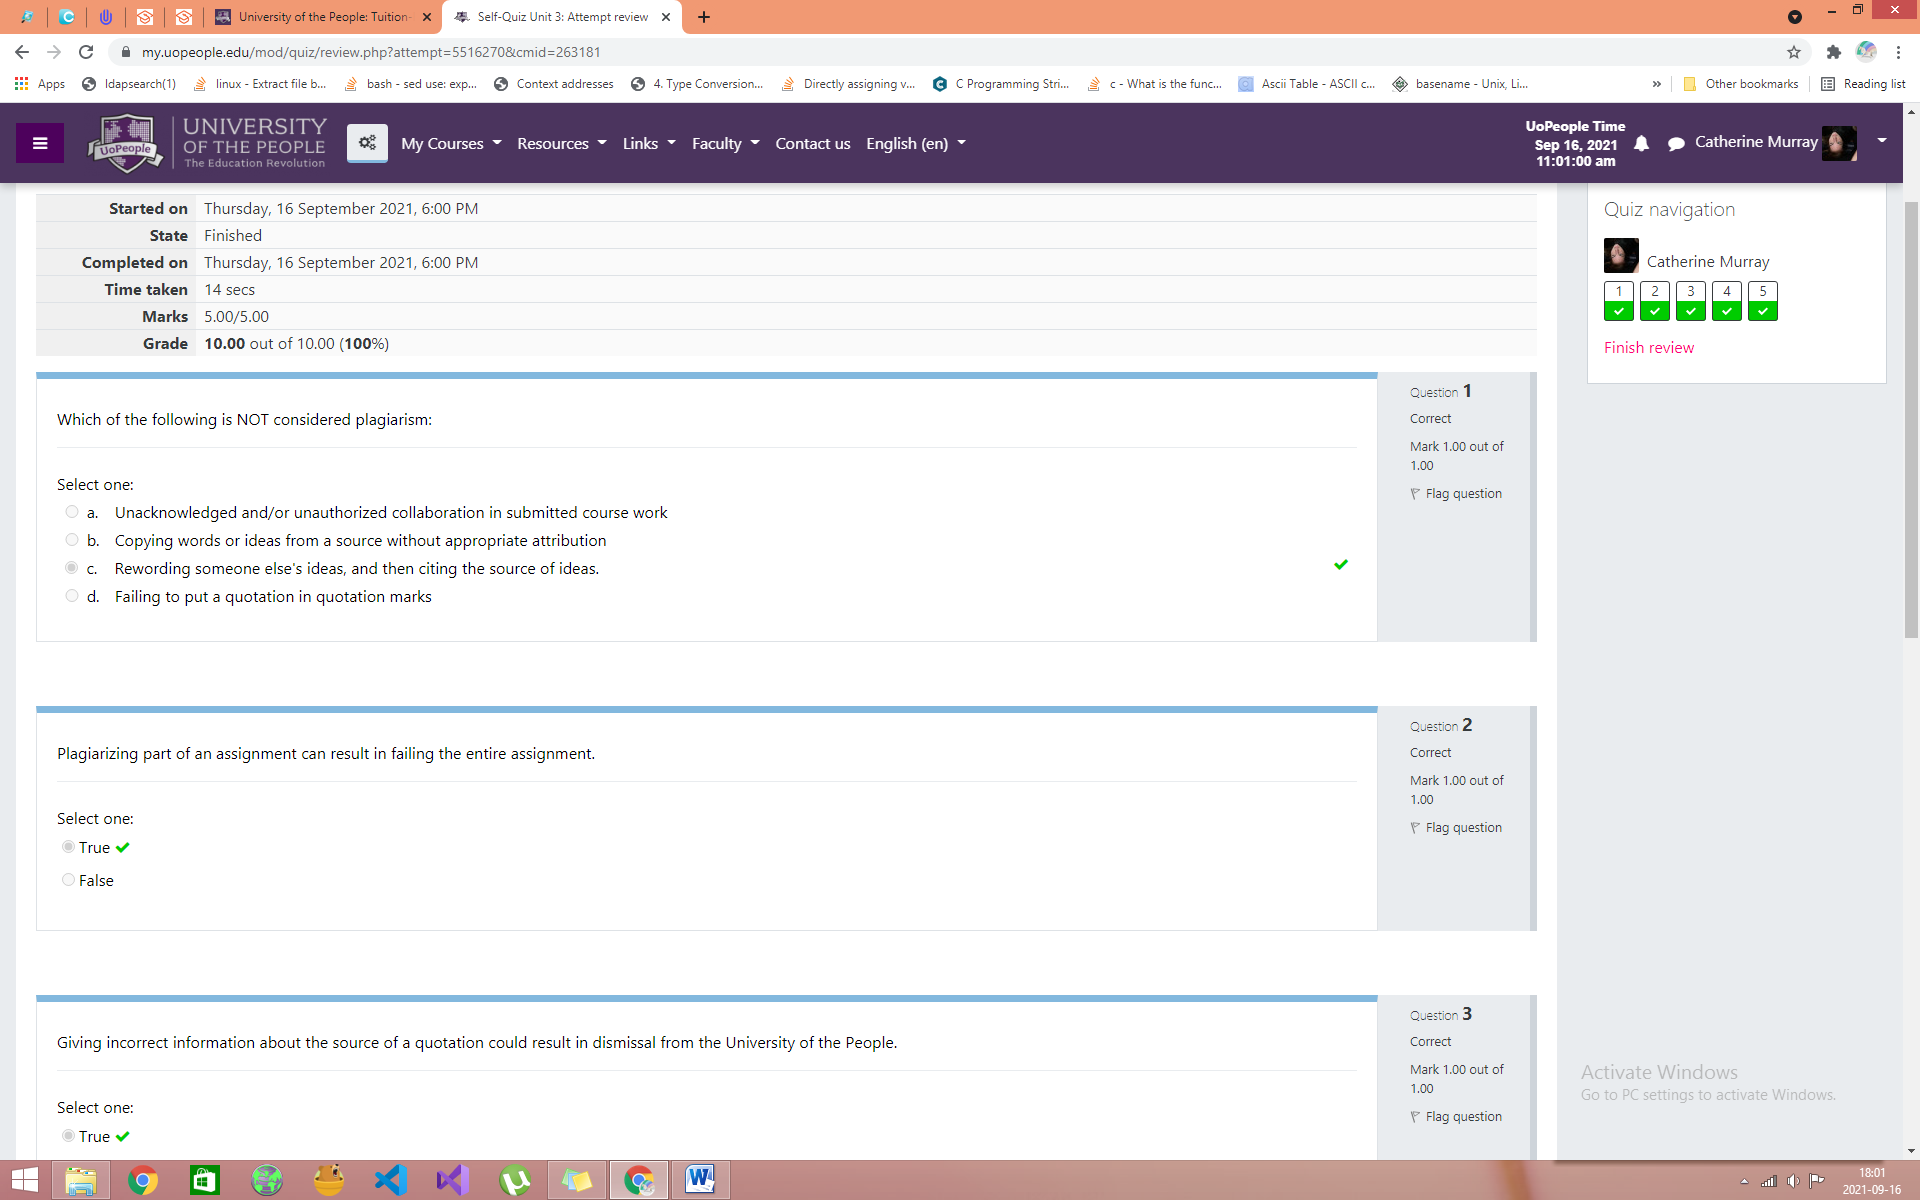 University of the People: Tuition-
Self-Quiz Unit 3: Attempt review
my.uopeople.edu/mod/quiz/review.php?attempt=5516270&cmid=263181
Apps
ldapsearch(1)
linux - Extract file b...
bash - sed use: exp...
Context addresses
4. Type Conversion...
Directly assigning v...
C Programming Stri...
c - What is the func...
Ascii Table - ASCII c...
basename - Unix, Li...
»
Other bookmarks
Reading list
UoPeople
UNIVERSITY
OF THE PEOPLE
The Education Revolution
My Courses
Resources
Links
Faculty
Contact us
English (en)
UoPeople Time
Sep 16, 2021
11:01:00 am
Catherine Murray
Started on Thursday, 16 September 2021, 6:00 PM
State Finished
Completed on Thursday, 16 September 2021, 6:00 PM
Time taken 14 secs
Marks 5.00/5.00
Grade 10.00 out of 10.00 (100%)
Quiz navigation
Catherine Murray
1 2 3 4 5
Finish review
Question 1
Correct
Mark 1.00 out of
1.00
Flag question
Which of the following is NOT considered plagiarism:
Select one:
a. Unacknowledged and/or unauthorized collaboration in submitted course work
b. Copying words or ideas from a source without appropriate attribution
c. Rewording someone else's ideas, and then citing the source of ideas.
d. Failing to put a quotation in quotation marks
Question 2
Correct
Mark 1.00 out of
1.00
Flag question
Plagiarizing part of an assignment can result in failing the entire assignment.
Select one:
True
False
Question 3
Correct
Mark 1.00 out of
1.00
Flag question
Giving incorrect information about the source of a quotation could result in dismissal from the University of the People.
Select one:
True
Activate Windows
Go to PC settings to activate Windows.
18:01
2021-09-16